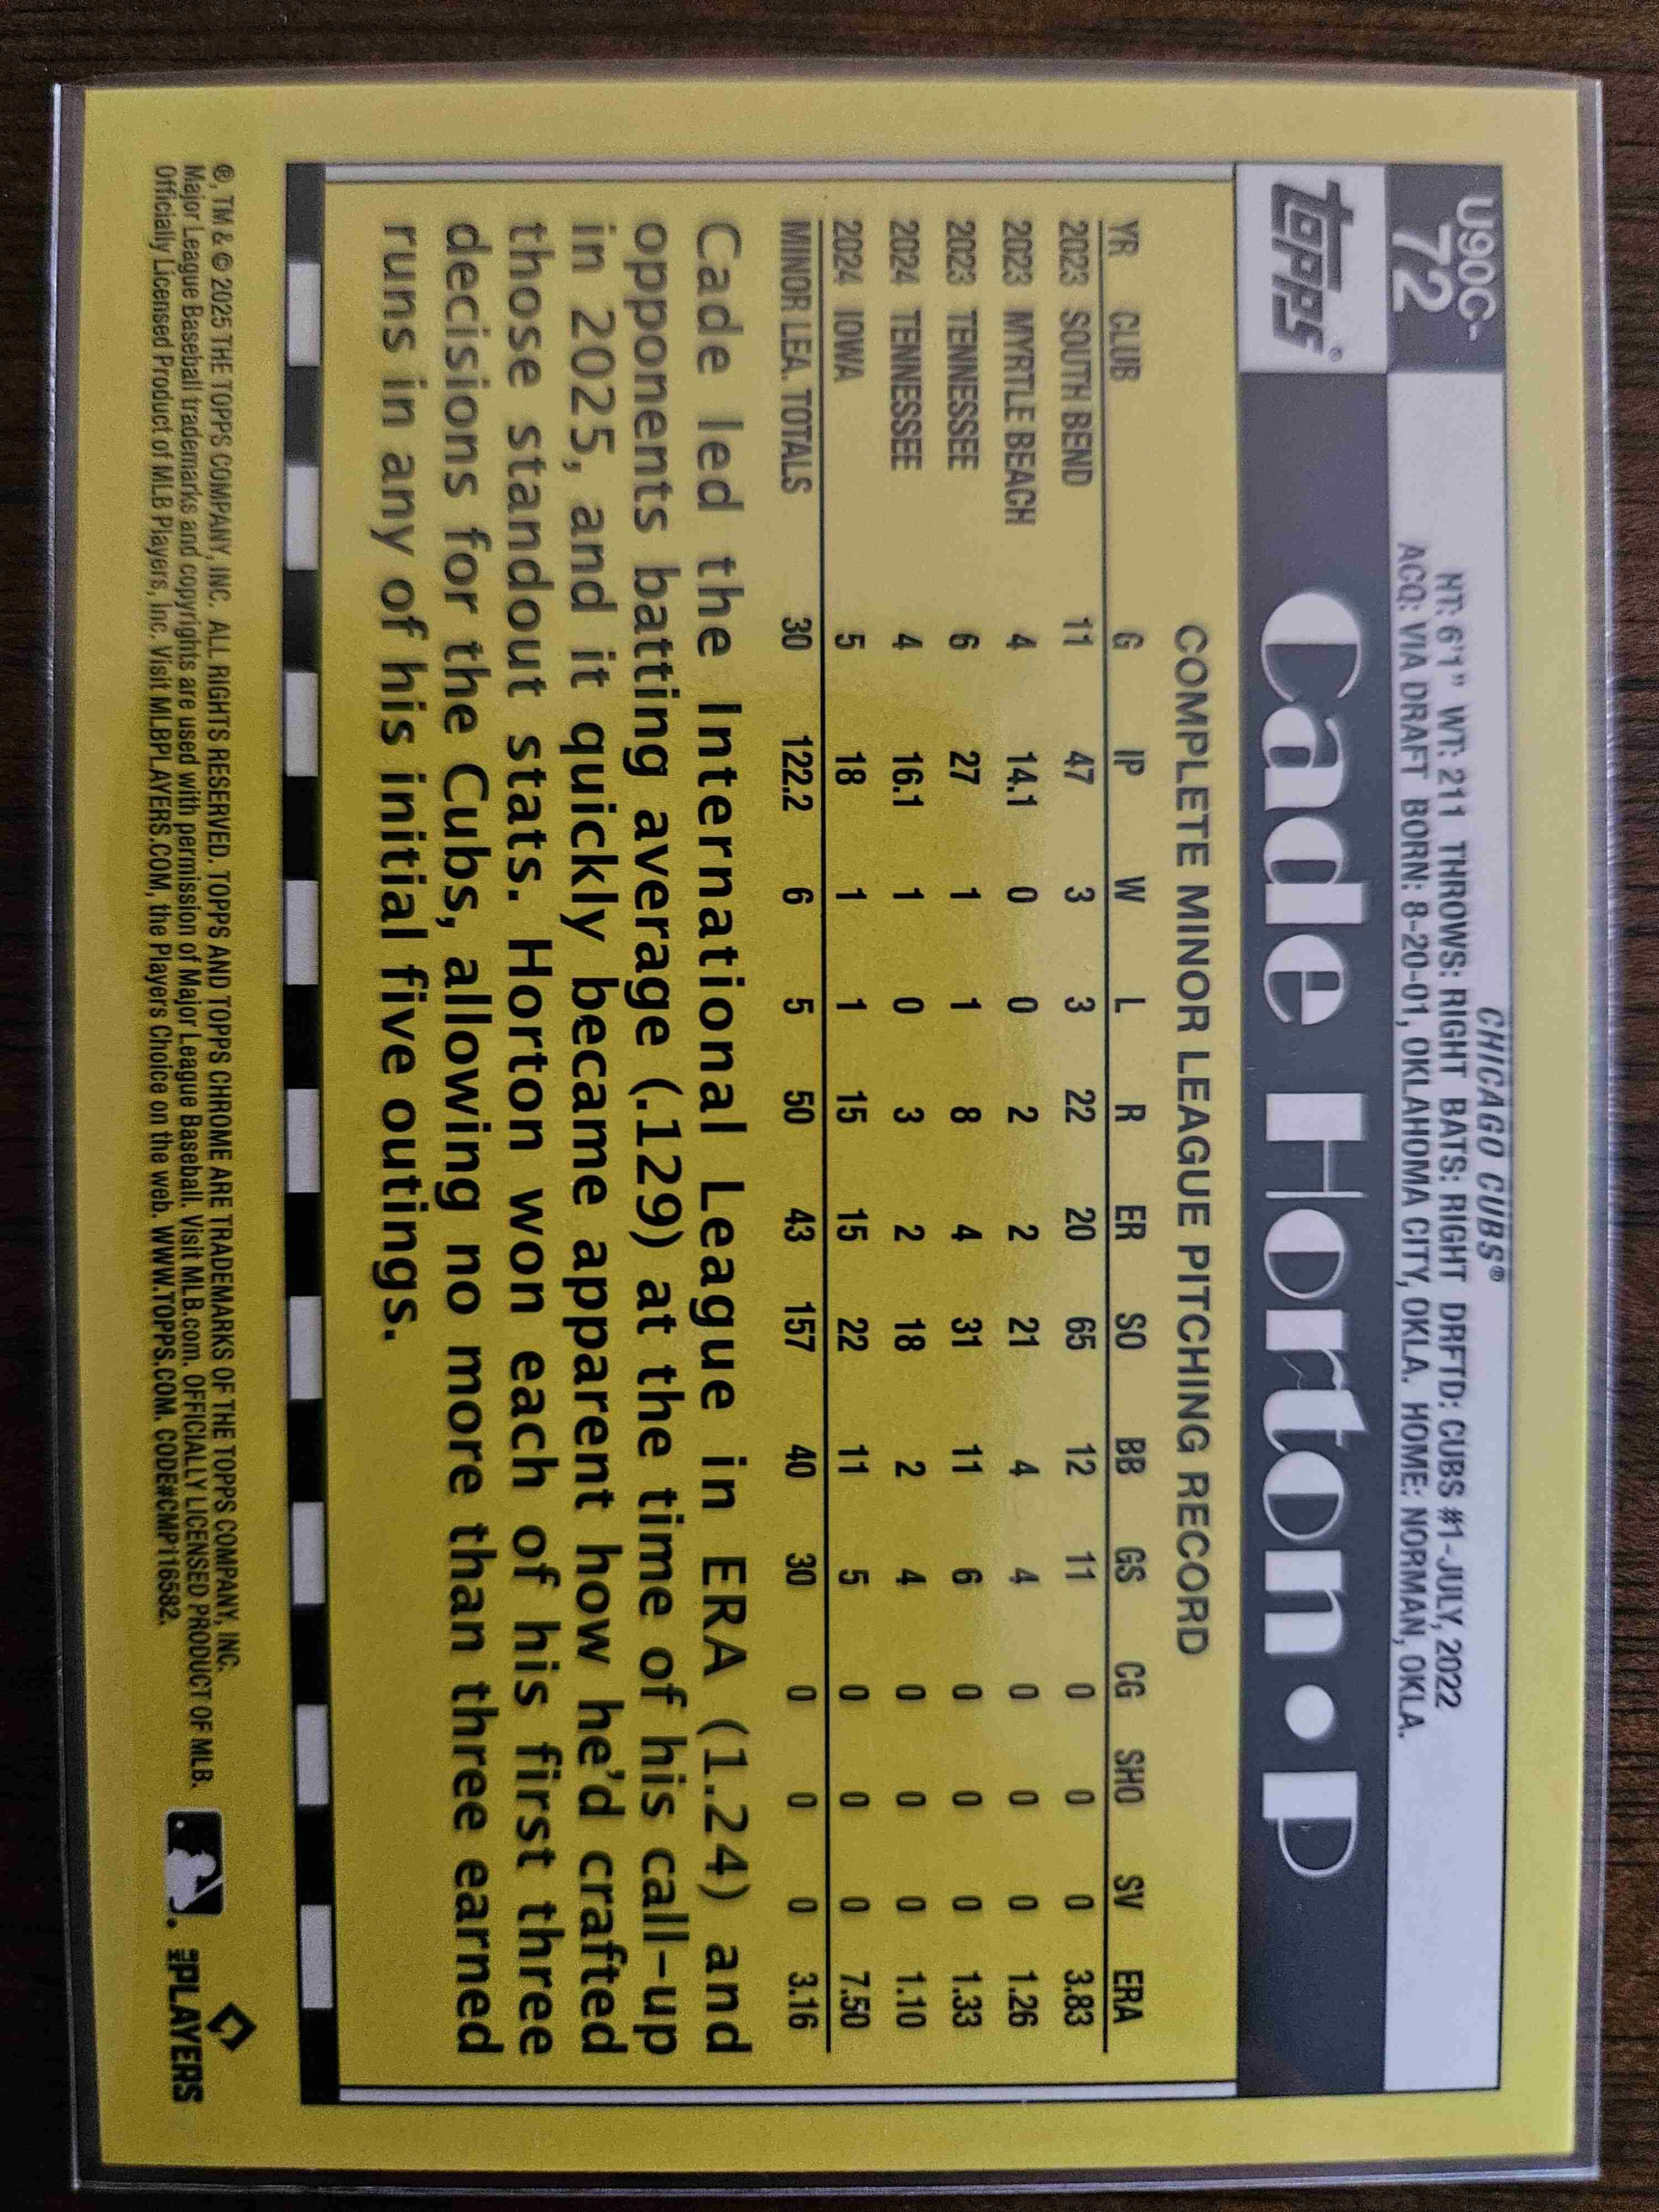 U90C-
72
CHICAGO CUBS®
HT: 6'1" WT: 211 THROWS: RIGHT BATS: RIGHT DRFTD: CUBS #1-JULY, 2022
ACQ: VIA DRAFT BORN: 8-20-01, OKLAHOMA CITY, OKLA. HOME: NORMAN, OKLA.
topps®
Cade Horton • P
COMPLETE MINOR LEAGUE PITCHING RECORD
YR CLUB G IP W L R ER SO BB GS CG SHO SV ERA
2023 SOUTH BEND 11 47 3 3 22 20 65 12 11 0 0 0 3.83
2023 MYRTLE BEACH 4 14.1 0 0 2 2 21 4 4 0 0 0 1.26
2023 TENNESSEE 6 27 1 1 8 4 31 11 6 0 0 0 1.33
2024 TENNESSEE 4 16.1 1 0 3 2 18 2 4 0 0 0 1.10
2024 IOWA 5 18 1 1 15 15 22 11 5 0 0 0 7.50
MINOR LEA. TOTALS 30 122.2 6 5 50 43 157 40 30 0 0 0 3.16
Cade led the International League in ERA (1.24) and
opponents batting average (.129) at the time of his call-up
in 2025, and it quickly became apparent how he'd crafted
those standout stats. Horton won each of his first three
decisions for the Cubs, allowing no more than three earned
runs in any of his initial five outings.
®, TM & © 2025 THE TOPPS COMPANY, INC. ALL RIGHTS RESERVED. TOPPS AND TOPPS CHROME ARE TRADEMARKS OF THE TOPPS COMPANY, INC.
Major League Baseball trademarks and copyrights are used with permission of Major League Baseball. Visit MLB.com. OFFICIALLY LICENSED PRODUCT OF MLB.
Officially Licensed Product of MLB Players, Inc. Visit MLBPLAYERS.COM, the Players Choice on the web. WWW.TOPPS.COM. CODE#CMP116582.
MLB PLAYERS